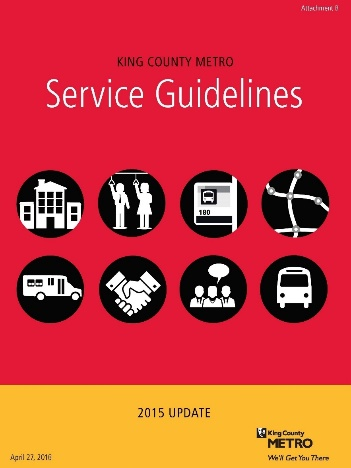 Attachment B
KING COUNTY METRO
Service Guidelines
180
2015 UPDATE
King County
METRO
We'll Get You There
April 27, 2016